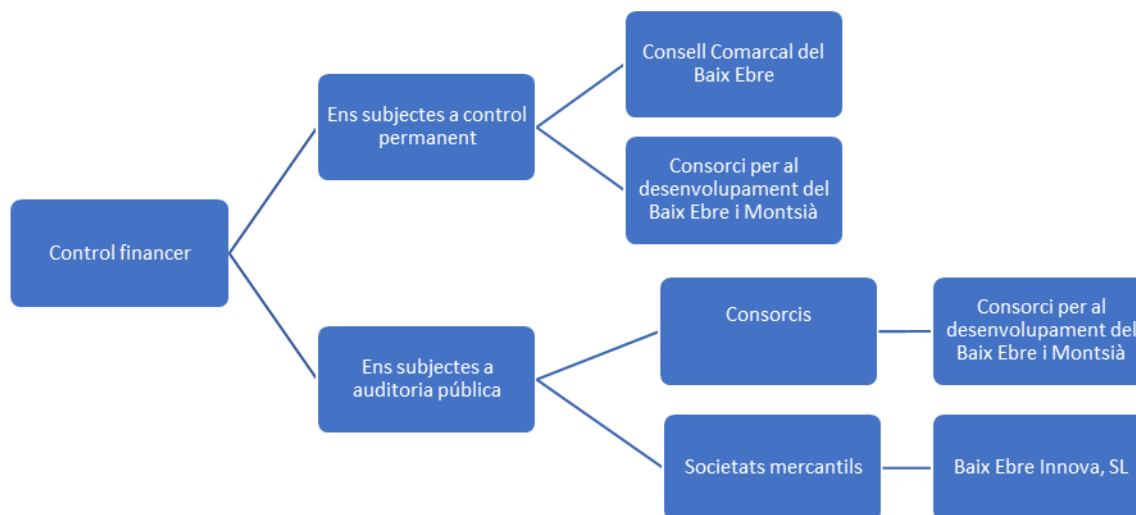 Consell Comarcal del
Baix Ebre
Ens subjectes a control
permanent
Consorci per al
desenvolupament del
Baix Ebre i Montsià
Control financer
Consorcis
Consorci per al
desenvolupament del
Baix Ebre i Montsià
Ens subjectes a
auditoria pública
Societats mercantils
Baix Ebre Innova, SL